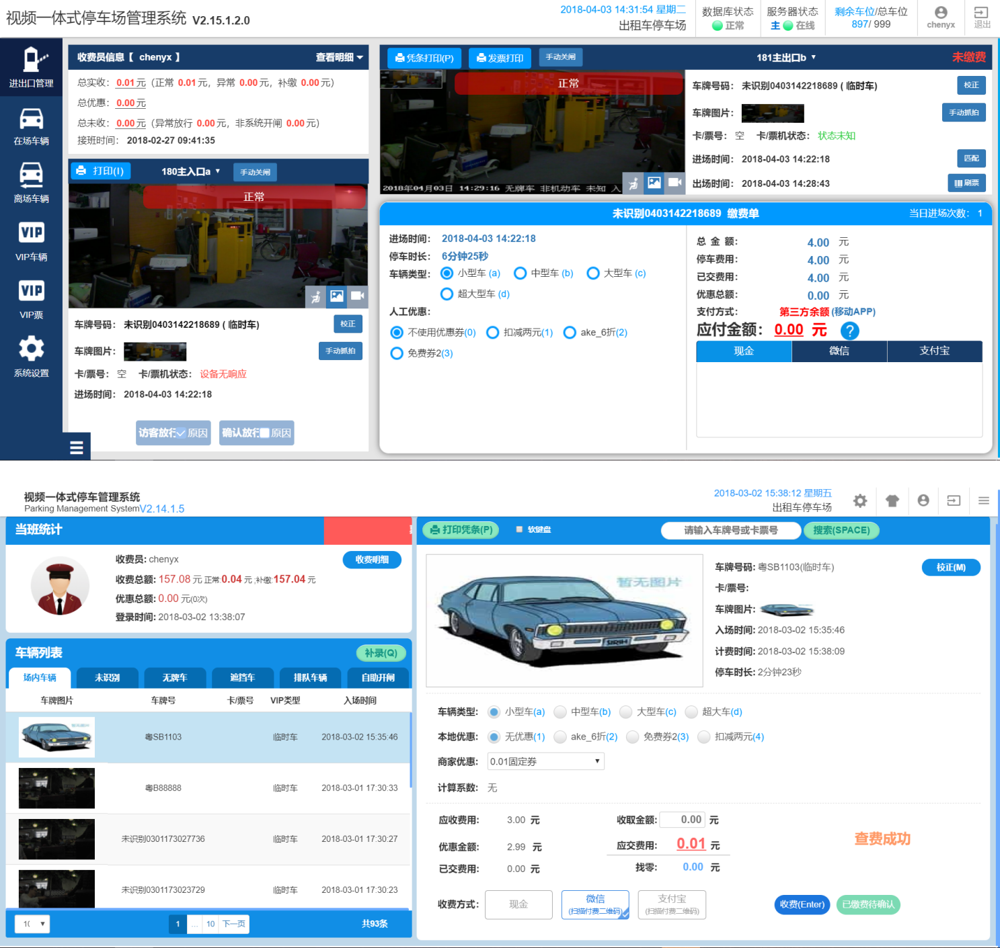 视频一体式停车场管理系统 V2.15.1.2.0
2018-04-03 14:31:54 星期二
出租车停车场
数据库状态
正常
服务器状态
主 在线
剩余车位/总车位
897/ 999
chenyx
退出
进出口管理
在场车辆
离场车辆
VIP
VIP车辆
VIP
VIP票
系统设置
收费员信息【 chenyx 】
查看明细
总实收： 0.01 元 (正常 0.01 元, 异常 0.00 元, 补缴 0.00 元)
总优惠： 0.00 元
总未收： 0.00 元 (异常放行 0.00 元, 非系统开闸 0.00 元)
接班时间： 2018-02-27 09:41:35
打印(I)
180主入口a
手动关闸
正常
车牌号码： 未识别0403142218689 ( 临时车)
校正
车牌图片：
手动抓拍
卡/票号： 空 卡/票机状态： 设备无响应
进场时间： 2018-04-03 14:22:18
访客放行 原因
确认放行 原因
凭条打印(P)
发票打印
手动关闸
181主出口b
未缴费
正常
2018年04月03日 14:29:16 无牌车 非机动车 未知 入
车牌号码： 未识别0403142218689 ( 临时车)
校正
车牌图片：
手动抓拍
卡/票号： 空 卡/票机状态： 状态未知
进场时间： 2018-04-03 14:22:18
匹配
出场时间： 2018-04-03 14:28:43
刷票
未识别0403142218689 缴费单
当日进场次数： 1
进场时间： 2018-04-03 14:22:18
停车时长： 6分钟25秒
车辆类型： 小型车 (a) 中型车 (b) 大型车 (c)
超大型车 (d)
人工优惠：
不使用优惠券(0) 扣减两元(1) ake_6折(2)
免费券2(3)
总 金 额： 4.00 元
停车费用： 4.00 元
已交费用： 4.00 元
优惠总额： 0.00 元
支付方式： 第三方余额 (移动APP)
应付金额： 0.00 元 ?
现金
微信
支付宝
视频一体式停车管理系统
Parking Management SystemV2.14.1.5
2018-03-02 15:38:12 星期五
出租车停车场
当班统计
收费员: chenyx
收费明细
收费总额: 157.08 元 正常:0.04 元 ;补缴:157.04 元
优惠总额: 0.00 元(0次)
登录时间: 2018-03-02 13:38:07
车辆列表
补录(Q)
场内车辆
未识别
无牌车
遮挡车
排队车辆
自助开闸
车牌图片 车牌号 卡/票号 VIP类型 入场时间
粤SB1103 临时车 2018-03-02 15:35:46
粤B88888 临时车 2018-03-01 17:30:33
未识别0301173027736 临时车 2018-03-01 17:30:27
未识别0301173023729 临时车 2018-03-01 17:30:23
1 ... 10 下一页
共93条
打印凭条(P)
软键盘
请输入车牌号或卡票号
搜索(SPACE)
暂无图片
车牌号码: 粤SB1103(临时车)
校正(M)
卡/票号:
车牌图片:
入场时间: 2018-03-02 15:35:46
计费时间: 2018-03-02 15:38:09
停车时长: 2分钟23秒
车辆类型: 小型车(a) 中型车(b) 大型车(c) 超大车(d)
本地优惠: 无优惠(1) ake_6折(2) 免费券2(3) 扣减两元(4)
商家优惠: 0.01固定券
计算系数: 无
应收费用: 3.00 元 收取金额: 0.00 元
优惠金额: 2.99 元 应交费用: 0.01 元
已交费用: 0.00 元 找零: 0.00 元
查费成功
收费方式: 现金
微信
(扫描付费二维码)
支付宝
(扫描付费二维码)
收费(Enter)
已缴费待确认